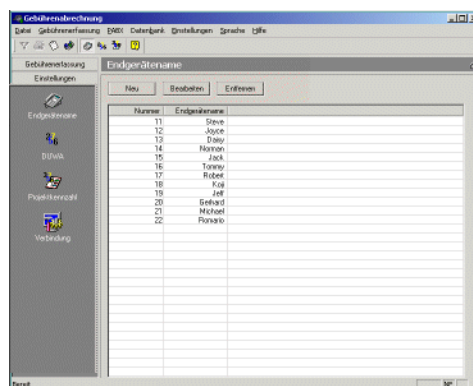 Gebührenabrechnung
Datei Gebührenerfassung PABX Datenbank Einstellungen Sprache Hilfe
Gebührenerfassung
Einstellungen
Endgerätename
DUWA
Projektkennzahl
Verbindung
Endgerätename
Neu Bearbeiten Entfernen
Nummer Endgerätename
11 Steve
12 Joyce
13 Daisy
14 Norman
15 Jack
16 Tommy
17 Robert
18 Koji
19 Jeff
20 Gerhard
21 Michael
22 Romario
Bereit